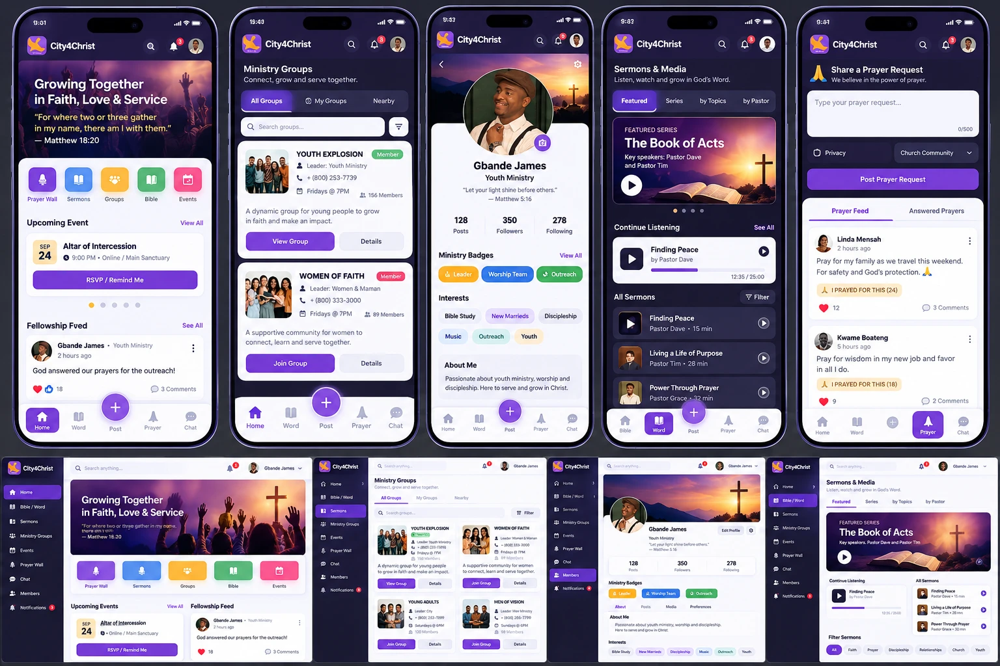 9:01
City4Christ
3
Growing Together
in Faith, Love & Service
“For where two or three gather
in my name, there am I with them.”
— Matthew 18:20
Prayer Wall
Sermons
Groups
Bible
Events
Upcoming Event
View All
SEP
24
Altar of Intercession
9:00 PM • Online / Main Sanctuary
RSVP / Remind Me
Fellowship Fved
See All
Gbande James • Youth Ministry
2 hours ago
God answered our prayers for the outreach!
18
3 Comments
Home
Word
Post
Prayer
Chat
City4Christ
3
Ministry Groups
Connect, grow and serve together.
All Groups
My Groups
Nearby
Search groups...
YOUTH EXPLOSION
Member
Leader: Youth Ministry
+ (800) 253-7739
Fridays @ 7PM
156 Members
A dynamic group for young people to grow
in faith and make an impact.
View Group
Details
WOMEN OF FAITH
Member
Leader: Women & Maman
+ (800) 333-3000
Fridays @ 7PM
89 Members
A supportive community for women to
connect, learn and serve together.
Join Group
Details
Home
Word
Post
Prayer
Chat
City4Christ
Gbande James
Youth Ministry
“Let your light shine before others.”
— Matthew 5:16
128
Posts
350
Followers
278
Following
Ministry Badges
View All
Leader
Worship Team
Outreach
Interests
Bible Study
New Marrieds
Discipleship
Music
Outreach
Youth
About Me
Passionate about youth ministry, worship and
discipleship. Here to serve and grow in Christ.
Home
Word
Post
Prayer
Chat
City4Christ
Sermons & Media
Listen, watch and grow in God's Word.
Featured
Series
by Topics
by Pastor
FEATURED SERIES
The Book of Acts
Key speakers: Pastor Dave
and Pastor Tim
Continue Listening
See All
Finding Peace
by Pastor Dave
12:35 / 25:00
All Sermons
Filter
Finding Peace
Pastor Dave • 15 min
Living a Life of Purpose
Pastor Tim • 28 min
Power Through Prayer
Pastor Grace • 32 min
Bible
Word
Post
Prayer
Chat
City4Christ
3
Share a Prayer Request
We believe in the power of prayer.
Type your prayer request...
0/500
Privacy
Church Community
Post Prayer Request
Prayer Feed
Answered Prayers
Linda Mensah
2 hours ago
Pray for my family as we travel this weekend.
For safety and God's protection.
I PRAYED FOR THIS (24)
12
3 Comments
Kwame Boateng
5 hours ago
Pray for wisdom in my new job and favor
in all I do.
I PRAYED FOR THIS (18)
9
2 Comments
Home
Word
Prayer
Chat
City4Christ
Home
Bible / Word
Sermons
Ministry Groups
Events
Prayer Wall
Chat
Members
Notifications
Search anything...
Gbande James
Growing Together
in Faith, Love & Service
“For where two or three gather in my name,
— Matthew 18:20
Prayer Wall
Sermons
Groups
Bible
Events
Upcoming Events
View All
SEP
24
Altar of Intercession
• Online / Main Sanctuary
RSVP / Remind Me
Fellowship Feed
Gbande James • Youth Ministry
2 hours ago
God answered our prayers for the outreach!
18
3 Comments
City4Christ
Home
Bible / Word
Sermons
Ministry Groups
Events
Prayer Wall
Chat
Members
Notifications
Search anything...
Gbande James
Ministry Groups
Connect, grow and serve together.
All Groups
My Groups
Nearby
Search groups...
Filter
YOUTH EXPLOSION
Leader: Youth Ministry
A dynamic group for young people
to grow in faith and make an impact.
View Group
Details
WOMEN OF FAITH
Leader: Women & Maman
Fridays @ 7PM
A supportive community for women
to connect, learn and serve together.
Join Group
Details
YOUNG ADULTS
Leader: City
Saturdays @ 6PM
Join Group
Details
MEN OF VISION
Leader: Men Ministry
Sundays @ 6PM
Join Group
Details
City4Christ
Home
Bible / Word
Sermons
Ministry Groups
Events
Prayer Wall
Chat
Members
Notifications
Search anything...
Gbande James
Gbande James
Youth Ministry
“Let your light shine before others.”
— Matthew 5:16
Edit Profile
128
Posts
350
Followers
278
Following
Ministry Badges
Leader
Worship Team
Outreach
About
Posts
Media
Preferences
About Me
Passionate about youth ministry, worship and discipleship.
Here to serve and grow in Christ.
Interests
Bible Study
New Marrieds
Discipleship
Music
Outreach
Youth
City4Christ
Home
Bible / Word
Sermons
Ministry Groups
Events
Prayer Wall
Chat
Members
Notifications
Search anything...
Gbande James
Sermons & Media
Listen, watch and grow in God's Word.
Featured
Series
by Topics
by Pastor
FEATURED SERIES
The Book of Acts
Key speakers: Pastor Dave and Pastor Tim
Continue Listening
Finding Peace
by Pastor Dave
12:35 / 25:00
All Sermons
Finding Peace
Pastor Dave • 15 min
Living a Life of Purpose
Pastor Tim • 28 min
Power Through Prayer
Pastor Grace • 32 min
Filter Sermons
All
Faith
Prayer
Discipleship
Relationships
Church
Youth